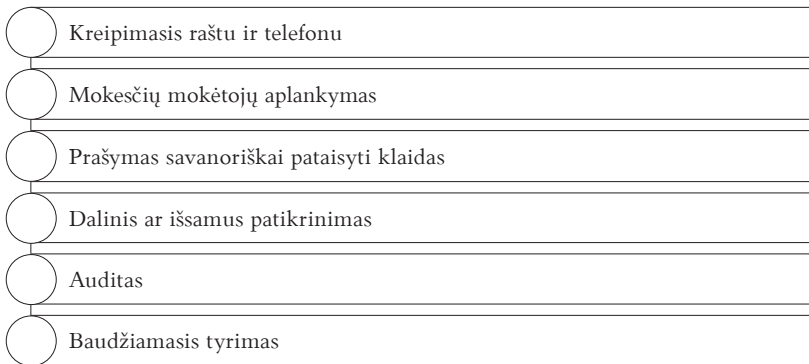 Kreipimasis raštu ir telefonu
Mokesčių mokėtojų aplankymas
Prašymas savanoriškai pataisyti klaidas
Dalinis ar išsamus patikrinimas
Auditas
Baudžiamasis tyrimas